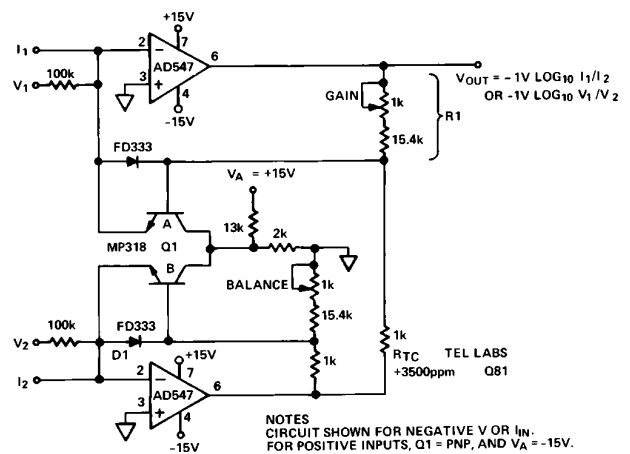 +15V
I1
2
7
AD547
6
V1
100k
3
4
-15V
VOUT = -1V LOG10 I1/I2
OR -1V LOG10 V1/V2
GAIN
1k
R1
15.4k
FD333
VA = +15V
A
13k
2k
MP318 Q1
B
BALANCE
1k
15.4k
100k
FD333
V2
D1
1k
1k
RTC
TEL LABS
+3500ppm
Q81
+15V
I2
2
7
AD547
6
3
4
-15V
NOTES
CIRCUIT SHOWN FOR NEGATIVE V OR IIN.
FOR POSITIVE INPUTS, Q1 = PNP, AND VA = -15V.